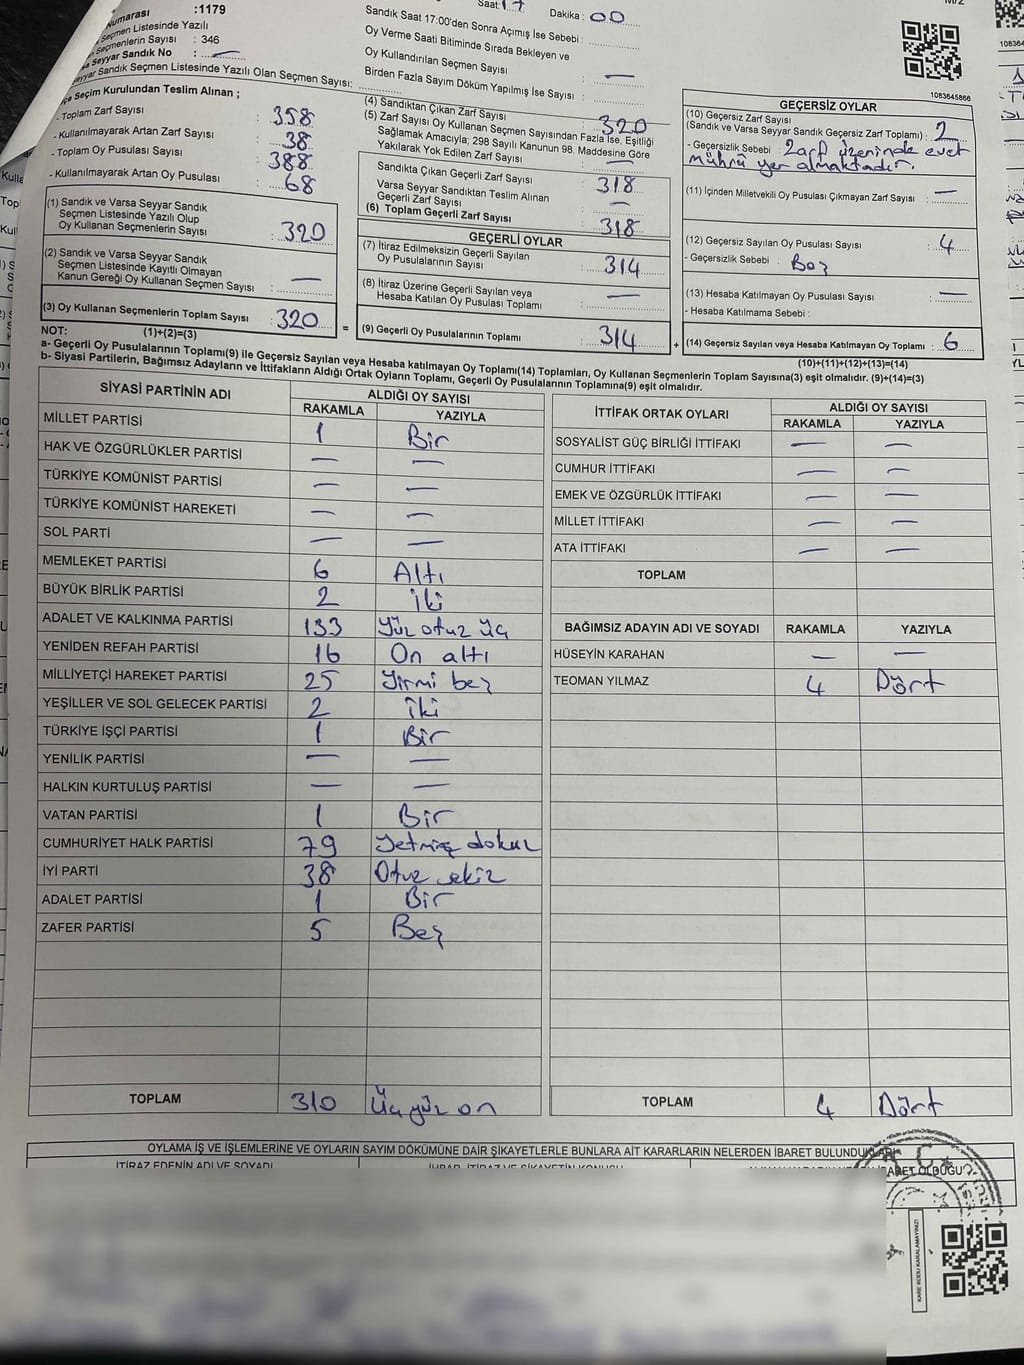 Numarası :1179
Seçmen Listesinde Yazılı
Seçmenlerin Sayısı : 346
Seyyar Sandık No : —
Seyyar Sandık Seçmen Listesinde Yazılı Olan Seçmen Sayısı:
Saat: 17 Dakika : 00
Sandık Saat 17:00'den Sonra Açımış İse Sebebi :
Oy Verme Saati Bitiminde Sırada Bekleyen ve
Oy Kullandırılan Seçmen Sayısı : —
Birden Fazla Sayım Döküm Yapılmış İse Sayısı :
1083645866
İlçe Seçim Kurulundan Teslim Alınan ;
- Toplam Zarf Sayısı : 358
- Kullanılmayarak Artan Zarf Sayısı : 38
- Toplam Oy Pusulası Sayısı : 388
- Kullanılmayarak Artan Oy Pusulası : 68
(1) Sandık ve Varsa Seyyar Sandık
Seçmen Listesinde Yazılı Olup
Oy Kullanan Seçmenlerin Sayısı : 320
(2) Sandık ve Varsa Seyyar Sandık
Seçmen Listesinde Kayıtlı Olmayan
Kanun Gereği Oy Kullanan Seçmen Sayısı : —
(3) Oy Kullanan Seçmenlerin Toplam Sayısı : 320
(4) Sandıktan Çıkan Zarf Sayısı : 320
(5) Zarf Sayısı Oy Kullanan Seçmen Sayısından Fazla İse, Eşitliği
Sağlamak Amacıyla; 298 Sayılı Kanunun 98. Maddesine Göre
Yakılarak Yok Edilen Zarf Sayısı : —
Sandıkta Çıkan Geçerli Zarf Sayısı : 318
Varsa Seyyar Sandıktan Teslim Alınan
Geçerli Zarf Sayısı : —
(6) Toplam Geçerli Zarf Sayısı : 318
GEÇERLİ OYLAR
(7) İtiraz Edilmeksizin Geçerli Sayılan
Oy Pusulalarının Sayısı : 314
(8) İtiraz Üzerine Geçerli Sayılan veya
Hesaba Katılan Oy Pusulası Toplamı : —
= (9) Geçerli Oy Pusulalarının Toplamı : 314 +
GEÇERSİZ OYLAR
(10) Geçersiz Zarf Sayısı
(Sandık ve Varsa Seyyar Sandık Geçersiz Zarf Toplamı) : 2
- Geçersizlik Sebebi : Zarf üzerinde evet
mührü yer almaktadır.
(11) İçinden Milletvekili Oy Pusulası Çıkmayan Zarf Sayısı : —
(12) Geçersiz Sayılan Oy Pusulası Sayısı : 4
- Geçersizlik Sebebi : Boş
(13) Hesaba Katılmayan Oy Pusulası Sayısı : —
- Hesaba Katılmama Sebebi :
(14) Geçersiz Sayılan veya Hesaba Katılmayan Oy Toplamı : 6
NOT: (1)+(2)=(3)
(10)+(11)+(12)+(13)=(14)
a- Geçerli Oy Pusulalarının Toplamı(9) ile Geçersiz Sayılan veya Hesaba katılmayan Oy Toplamı(14) Toplamları, Oy Kullanan Seçmenlerin Toplam Sayısına(3) eşit olmalıdır. (9)+(14)=(3)
b- Siyasi Partilerin, Bağımsız Adayların ve İttifakların Aldığı Ortak Oyların Toplamı, Geçerli Oy Pusulalarının Toplamına(9) eşit olmalıdır.
SİYASİ PARTİNİN ADI ALDIĞI OY SAYISI
RAKAMLA YAZIYLA
MİLLET PARTİSİ 1 Bir
HAK VE ÖZGÜRLÜKLER PARTİSİ — —
TÜRKİYE KOMÜNİST PARTİSİ — —
TÜRKİYE KOMÜNİST HAREKETİ — —
SOL PARTİ — —
MEMLEKET PARTİSİ 6 Altı
BÜYÜK BİRLİK PARTİSİ 2 İki
ADALET VE KALKINMA PARTİSİ 133 Yüz otuz üç
YENİDEN REFAH PARTİSİ 16 On altı
MİLLİYETÇİ HAREKET PARTİSİ 25 Yirmi beş
YEŞİLLER VE SOL GELECEK PARTİSİ 2 İki
TÜRKİYE İŞÇİ PARTİSİ 1 Bir
YENİLİK PARTİSİ — —
HALKIN KURTULUŞ PARTİSİ — —
VATAN PARTİSİ 1 Bir
CUMHURİYET HALK PARTİSİ 79 Yetmiş dokuz
İYİ PARTİ 38 Otuz sekiz
ADALET PARTİSİ 1 Bir
ZAFER PARTİSİ 5 Beş
TOPLAM 310 Üç yüz on
İTTİFAK ORTAK OYLARI ALDIĞI OY SAYISI
RAKAMLA YAZIYLA
SOSYALİST GÜÇ BİRLİĞİ İTTİFAKI — —
CUMHUR İTTİFAKI — —
EMEK VE ÖZGÜRLÜK İTTİFAKI — —
MİLLET İTTİFAKI — —
ATA İTTİFAKI — —
TOPLAM
BAĞIMSIZ ADAYIN ADI VE SOYADI RAKAMLA YAZIYLA
HÜSEYİN KARAHAN — —
TEOMAN YILMAZ 4 Dört
TOPLAM 4 Dört
OYLAMA İŞ VE İŞLEMLERİNE VE OYLARIN SAYIM DÖKÜMÜNE DAİR ŞİKAYETLERLE BUNLARA AİT KARARLARIN NELERDEN İBARET BULUNDUKLARI
İTİRAZ EDENİN ADI VE SOYADI
KARE KODU KARALAMAYINIZ!